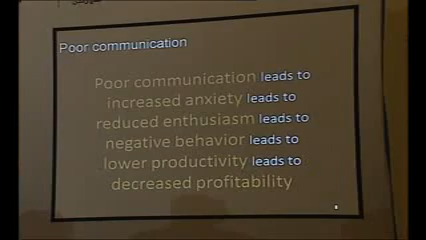 Poor communication
Poor communication leads to
increased anxiety leads to
reduced enthusiasm leads to
negative behavior leads to
lower productivity leads to
decreased profitability